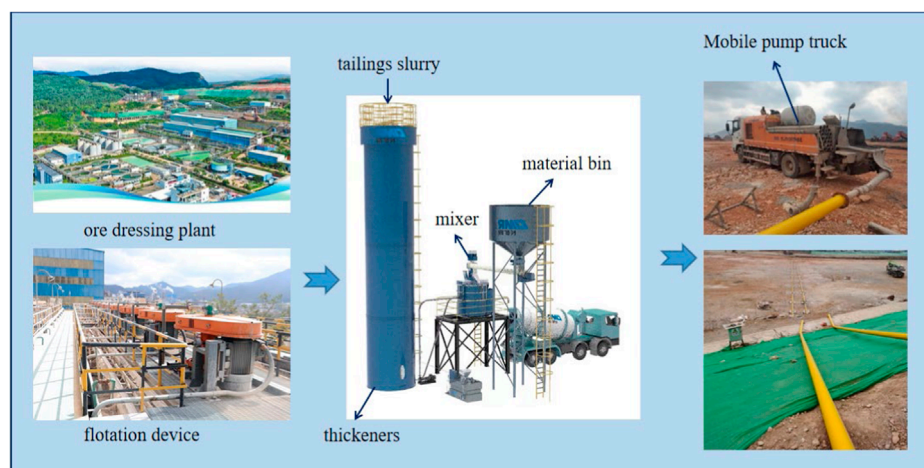 ore dressing plant
flotation device
tailings slurry
mixer
material bin
thickeners
Mobile pump truck